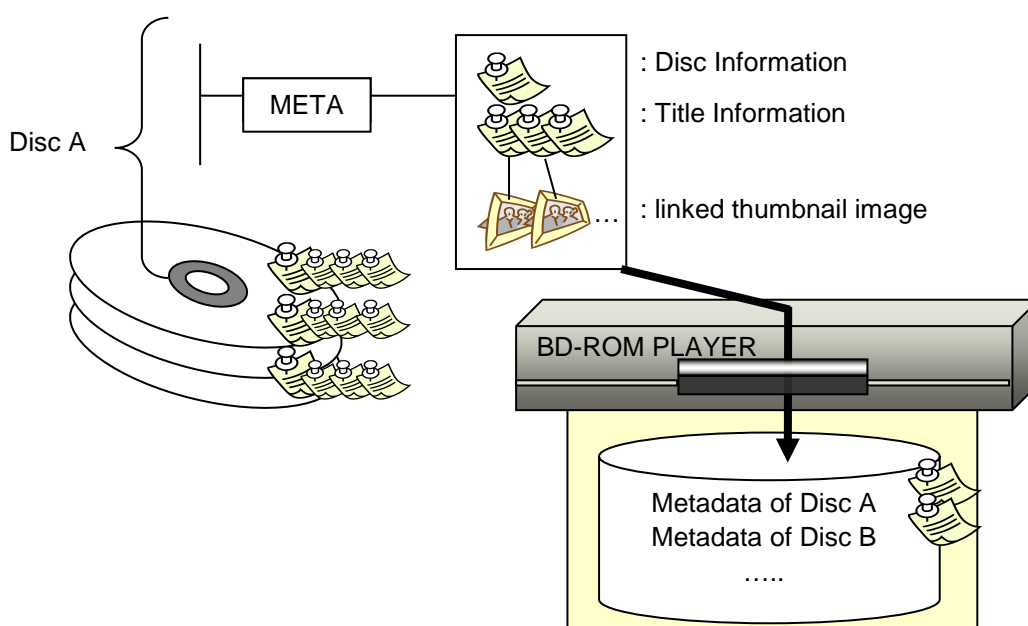 : Disc Information
META
: Title Information
Disc A
… : linked thumbnail image
BD-ROM PLAYER
Metadata of Disc A
Metadata of Disc B
…..